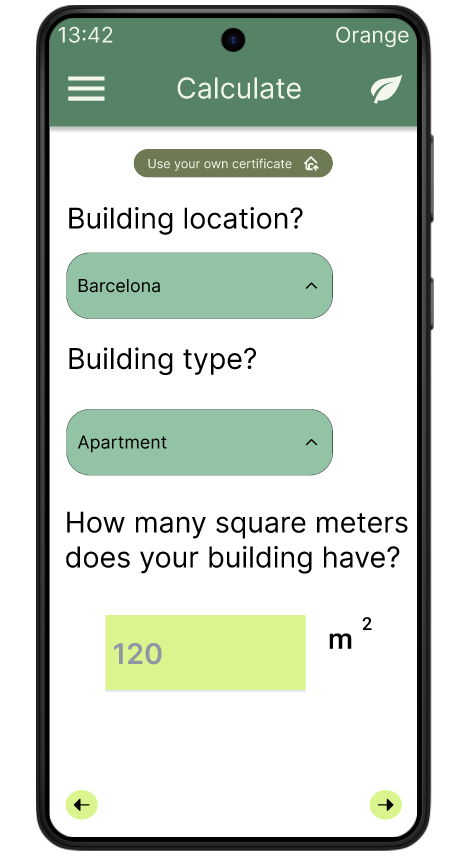 13:42 Orange
Calculate
Use your own certificate
Building location?
Barcelona
Building type?
Apartment
How many square meters
does your building have?
120 m 2